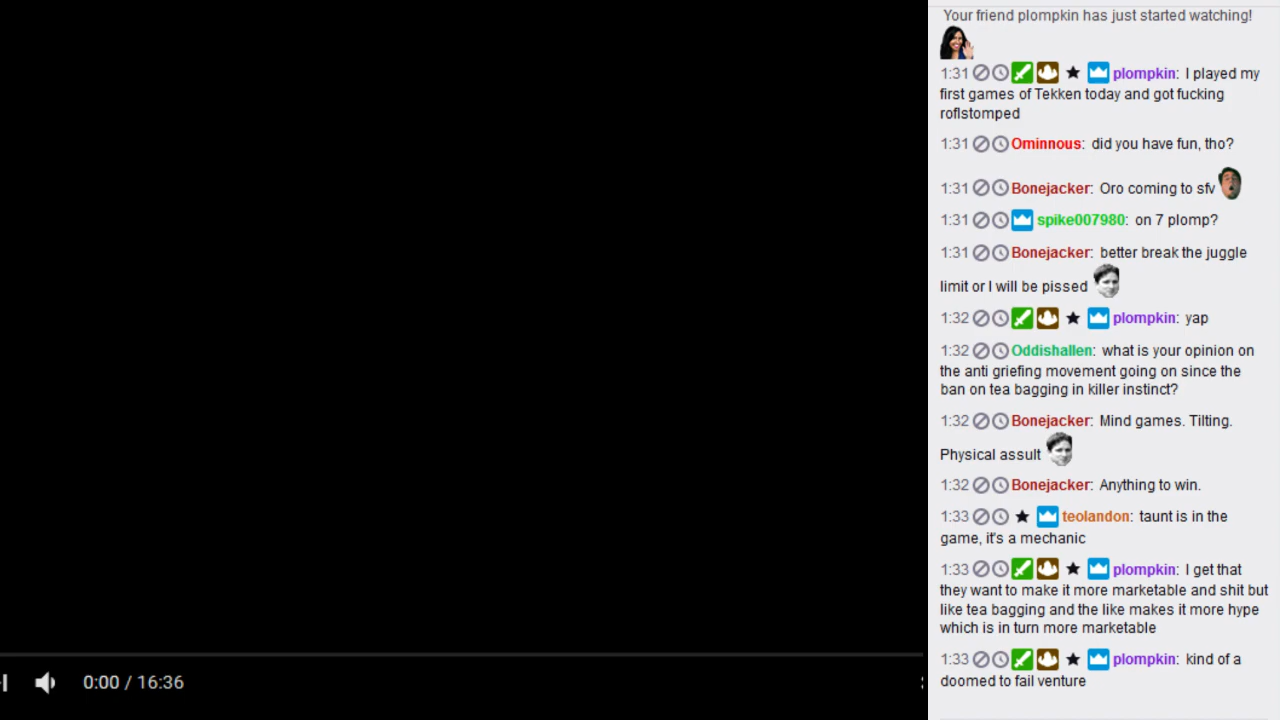 Your friend plompkin has just started watching!
1:31 plompkin: I played my
first games of Tekken today and got fucking
roflstomped
1:31 Ominnous: did you have fun, tho?
1:31 Bonejacker: Oro coming to sfv
1:31 spike007980: on 7 plomp?
1:31 Bonejacker: better break the juggle
limit or I will be pissed
1:32 plompkin: yap
1:32 Oddishallen: what is your opinion on
the anti griefing movement going on since the
ban on tea bagging in killer instinct?
1:32 Bonejacker: Mind games. Tilting.
Physical assult
1:32 Bonejacker: Anything to win.
1:33 teolandon: taunt is in the
game, it's a mechanic
1:33 plompkin: I get that
they want to make it more marketable and shit but
like tea bagging and the like makes it more hype
which is in turn more marketable
1:33 plompkin: kind of a
doomed to fail venture
0:00 / 16:36